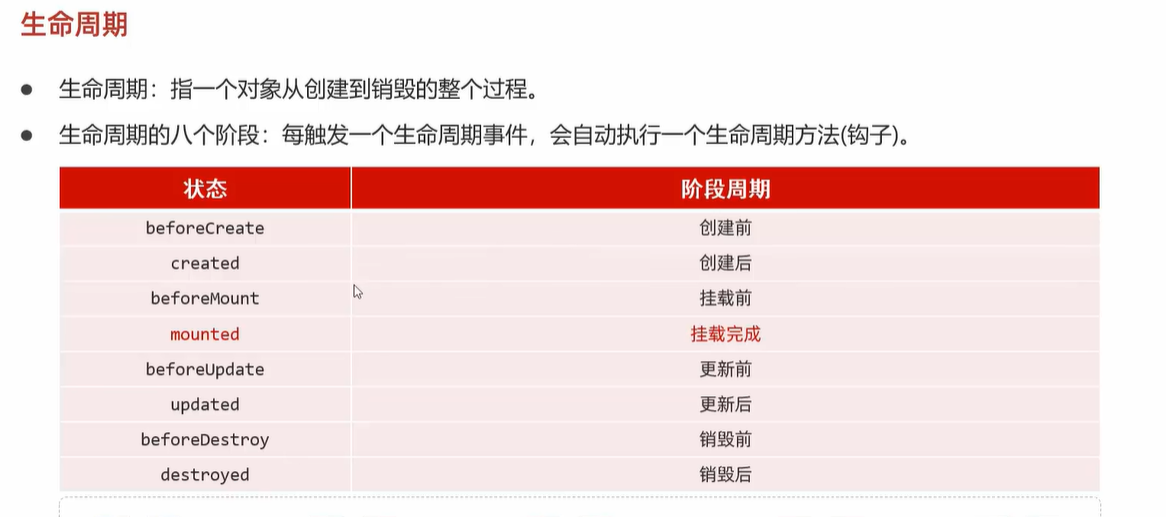 生命周期
生命周期：指一个对象从创建到销毁的整个过程。
生命周期的八个阶段：每触发一个生命周期事件，会自动执行一个生命周期方法(钩子)。
状态 阶段周期
beforeCreate 创建前
created 创建后
beforeMount 挂载前
mounted 挂载完成
beforeUpdate 更新前
updated 更新后
beforeDestroy 销毁前
destroyed 销毁后